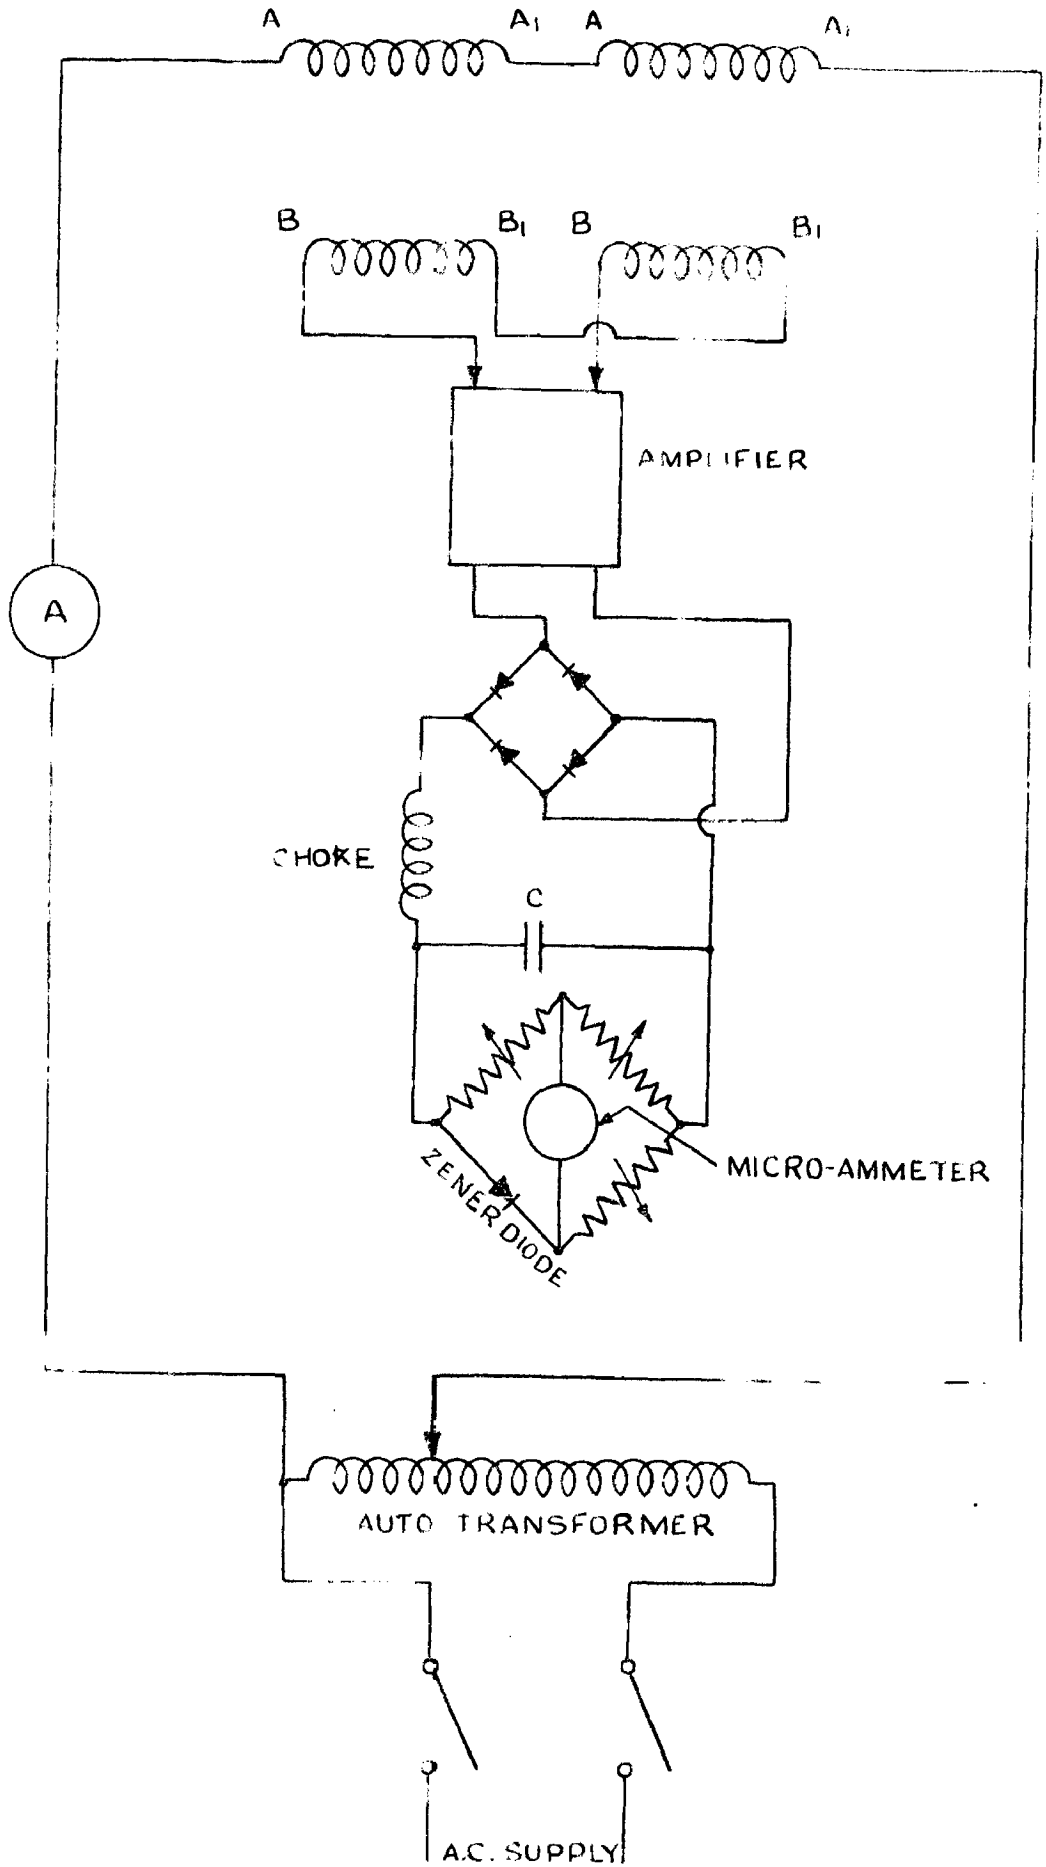 A A1 A A1
B B1 B B1
AMPLIFIER
A
CHOKE
C
MICRO-AMMETER
ZENER DIODE
AUTO TRANSFORMER
A.C. SUPPLY